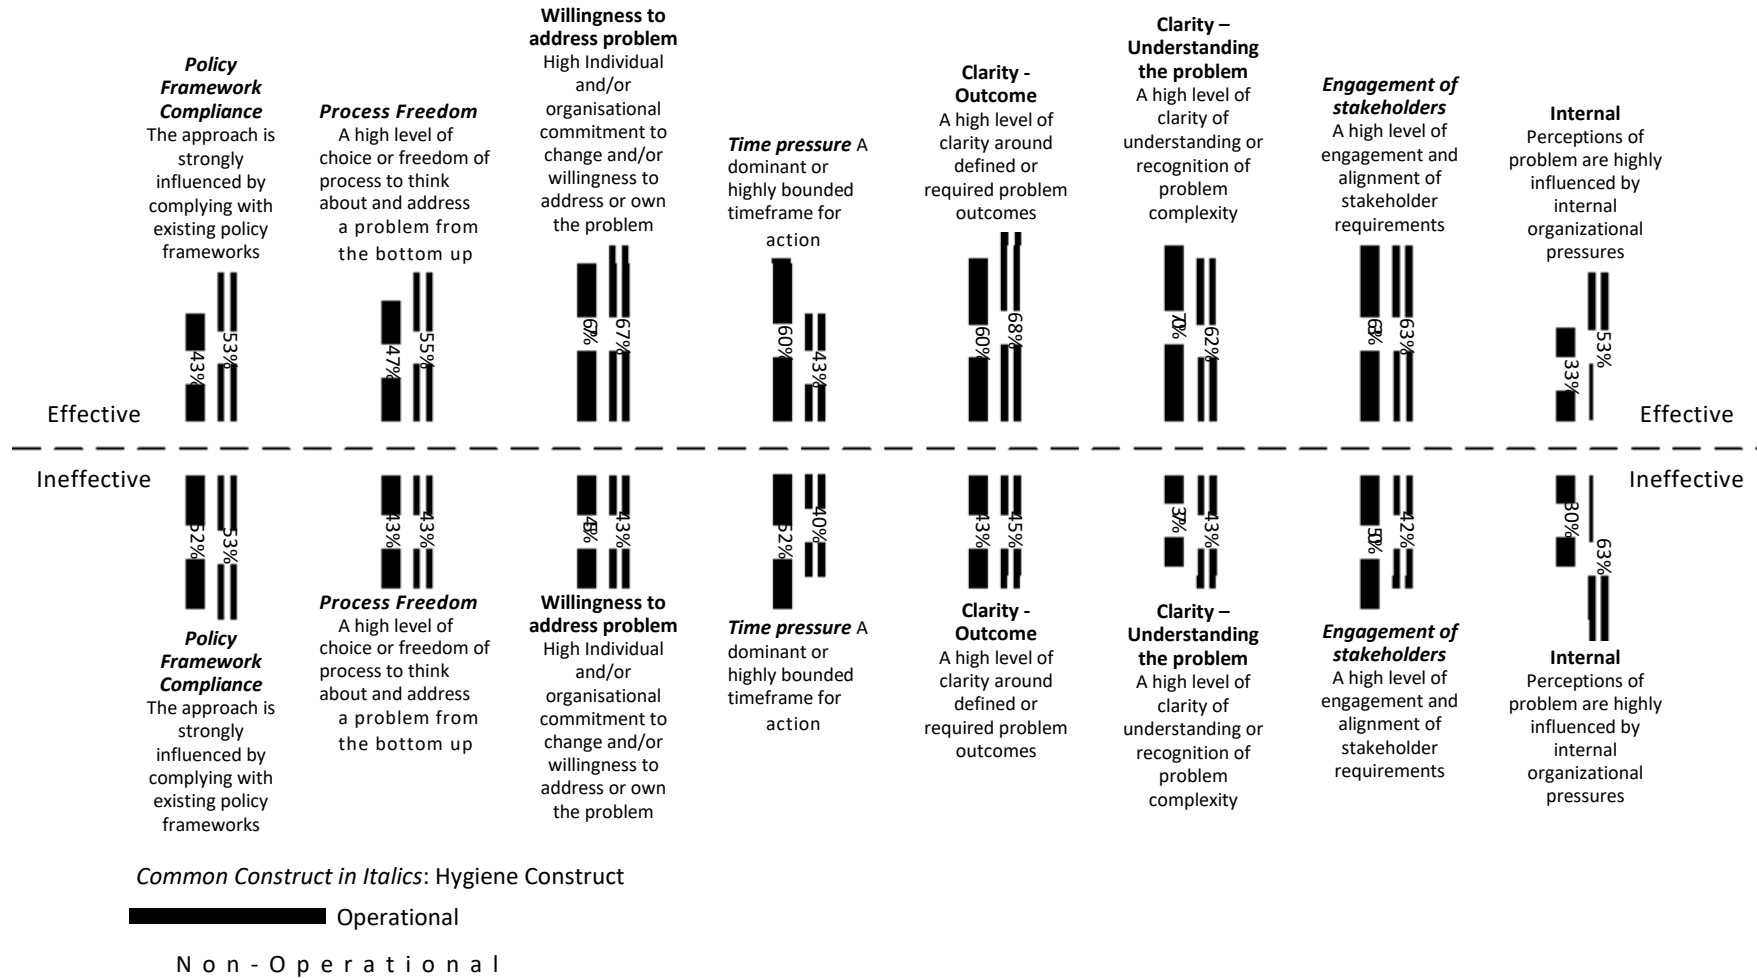 Policy
Framework
Compliance
The approach is
strongly
influenced by
complying with
existing policy
frameworks
Process Freedom
A high level of
choice or freedom of
process to think
about and address
a problem from
the bottom up
Willingness to
address problem
High Individual
and/or
organisational
commitment to
change and/or
willingness to
address or own
the problem
Time pressure A
dominant or
highly bounded
timeframe for
action
Clarity -
Outcome
A high level of
clarity around
defined or
required problem
outcomes
Clarity –
Understanding
the problem
A high level of
clarity of
understanding or
recognition of
problem
complexity
Engagement of
stakeholders
A high level of
engagement and
alignment of
stakeholder
requirements
Internal
Perceptions of
problem are highly
influenced by
internal
organizational
pressures
43%
53%
47%
55%
67%
67%
60%
43%
60%
68%
70%
62%
63%
63%
33%
53%
Effective
Effective
Ineffective
Ineffective
52%
53%
43%
43%
43%
52%
40%
43%
45%
37%
43%
50%
42%
30%
63%
Policy
Framework
Compliance
The approach is
strongly
influenced by
complying with
existing policy
frameworks
Process Freedom
A high level of
choice or freedom of
process to think
about and address
a problem from
the bottom up
Willingness to
address problem
High Individual
and/or
organisational
commitment to
change and/or
willingness to
address or own
the problem
Time pressure A
dominant or
highly bounded
timeframe for
action
Clarity -
Outcome
A high level of
clarity around
defined or
required problem
outcomes
Clarity –
Understanding
the problem
A high level of
clarity of
understanding or
recognition of
problem
complexity
Engagement of
stakeholders
A high level of
engagement and
alignment of
stakeholder
requirements
Internal
Perceptions of
problem are highly
influenced by
internal
organizational
pressures
Common Construct in Italics: Hygiene Construct
Operational
Non-Operational